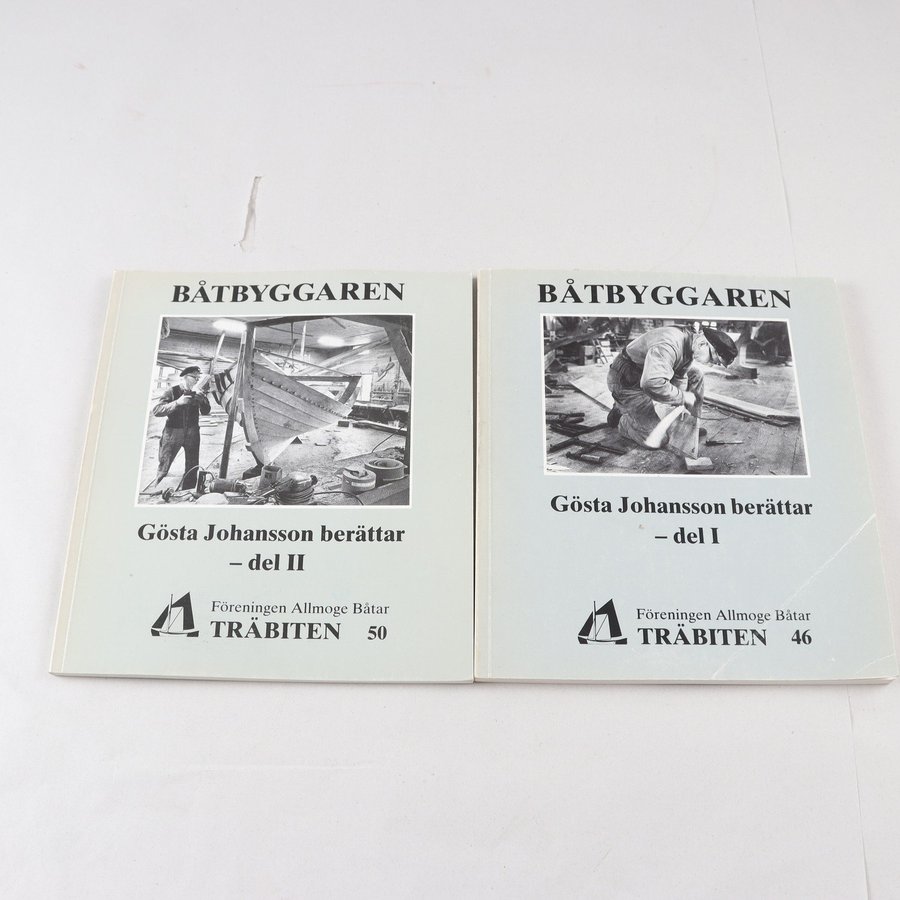 BÅTBYGGAREN
Gösta Johansson berättar
– del II
Föreningen Allmoge Båtar
TRÄBITEN 50
BÅTBYGGAREN
Gösta Johansson berättar
– del I
Föreningen Allmoge Båtar
TRÄBITEN 46